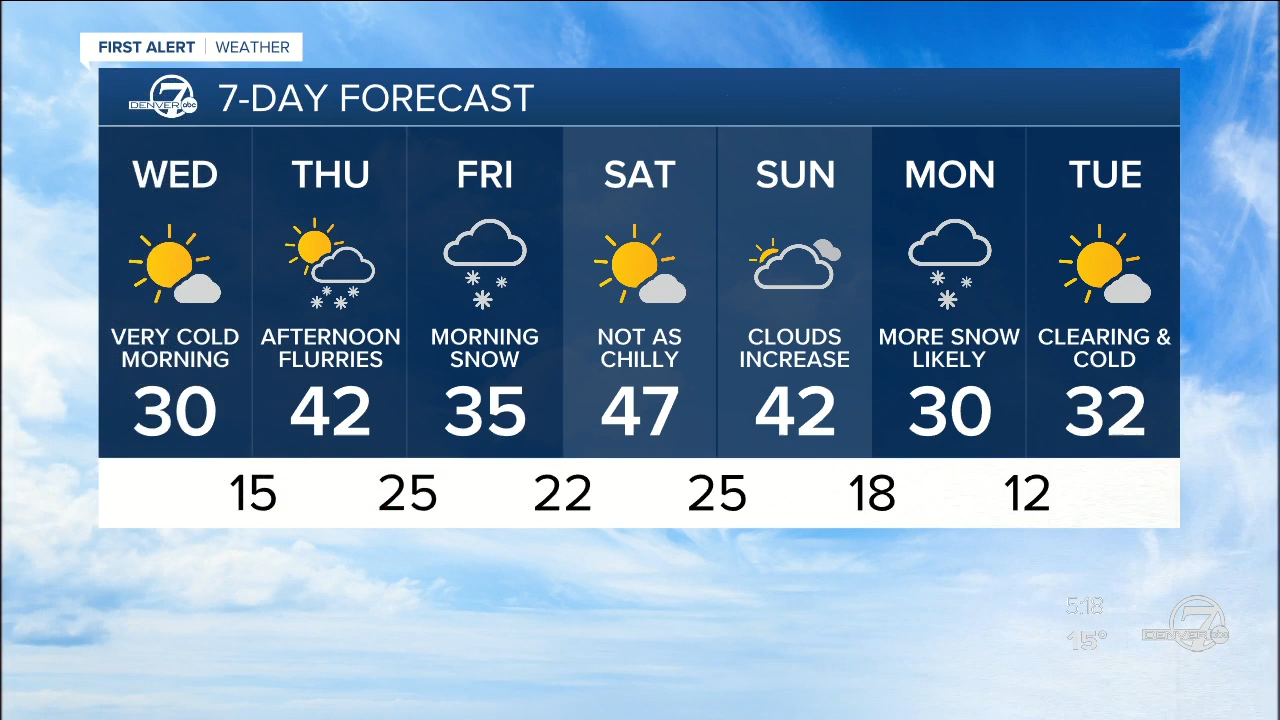 FIRST ALERT | WEATHER
DENVER 7 abc
7-DAY FORECAST
WED THU FRI SAT SUN MON TUE
VERY COLD MORNING
AFTERNOON FLURRIES
MORNING SNOW
NOT AS CHILLY
CLOUDS INCREASE
MORE SNOW LIKELY
CLEARING & COLD
30 42 35 47 42 30 32
15 25 22 25 18 12
5:18
15°
DENVER 7 abc